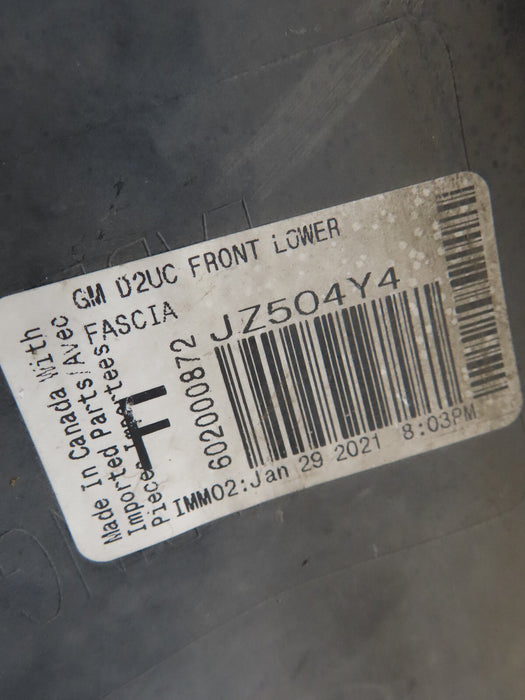 GM D2UC FRONT LOWER
FASCIA
JZ504Y4
602000872
IMM02:Jan 29 2021 8:03PM
Made In Canada With
Imported Parts/Avec
Pieces Importees